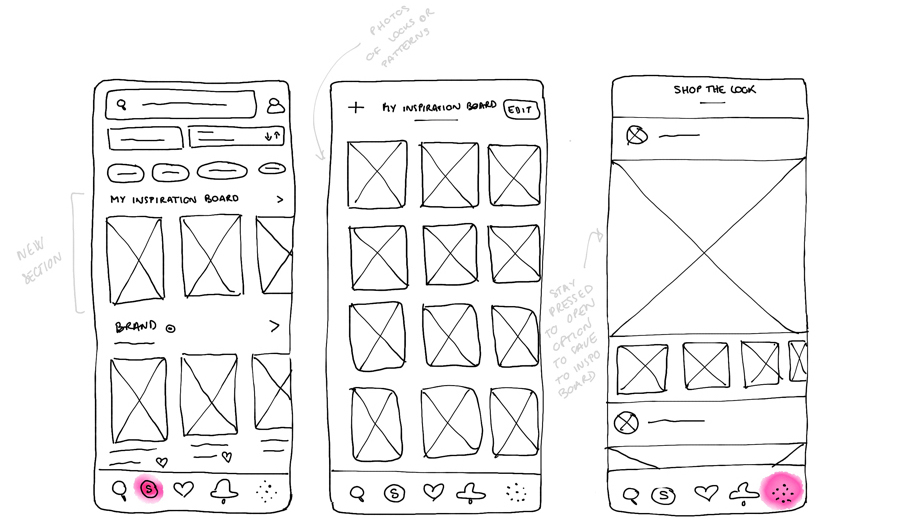 PHOTOS
OF LOOKS OR
PATTERNS
MY INSPIRATION BOARD >
NEW
SECTION
BRAND >
S
+ MY INSPIRATION BOARD EDIT
S
SHOP THE LOOK
STAY
PRESSED
TO OPEN
OPTION
TO SAVE
TO INSPO
BOARD
S